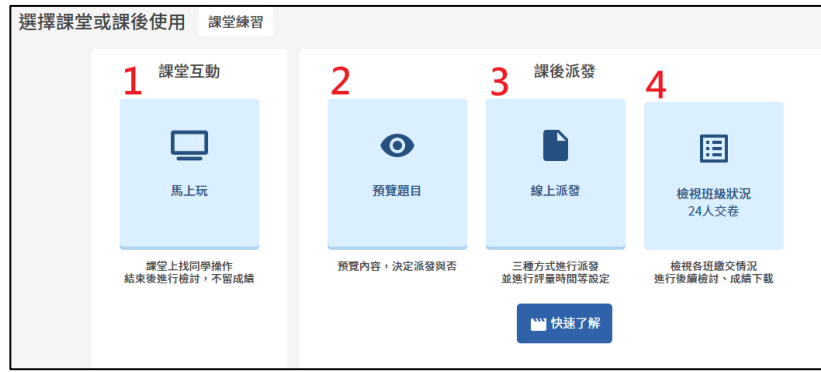 選擇課堂或課後使用 課堂練習
1 課堂互動
馬上玩
課堂上找同學操作
結束後進行檢討，不留成績
課後派發
2
預覽題目
預覽內容，決定派發與否
3
線上派發
三種方式進行派發
並進行評量時間等設定
快速了解
4
檢視班級狀況
24人交卷
檢視各班繳交情況
進行後續檢討、成績下載